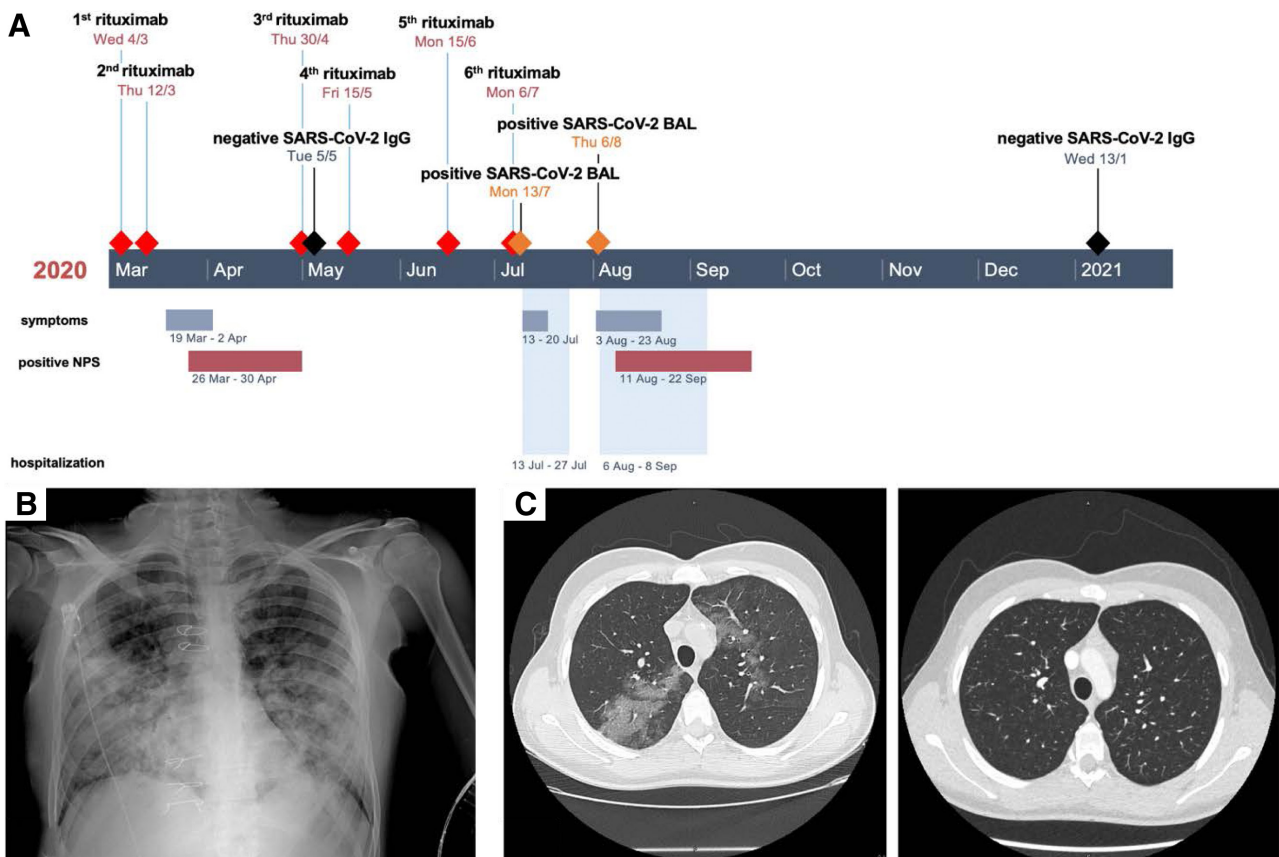 A
1st rituximab
Wed 4/3
2nd rituximab
Thu 12/3
3rd rituximab
Thu 30/4
4th rituximab
Fri 15/5
negative SARS-CoV-2 IgG
Tue 5/5
5th rituximab
Mon 15/6
6th rituximab
Mon 6/7
positive SARS-CoV-2 BAL
Thu 6/8
positive SARS-CoV-2 BAL
Mon 13/7
negative SARS-CoV-2 IgG
Wed 13/1
2020 Mar Apr May Jun Jul Aug Sep Oct Nov Dec 2021
symptoms
19 Mar - 2 Apr
13 - 20 Jul
3 Aug - 23 Aug
positive NPS
26 Mar - 30 Apr
11 Aug - 22 Sep
hospitalization
13 Jul - 27 Jul
6 Aug - 8 Sep
B
C